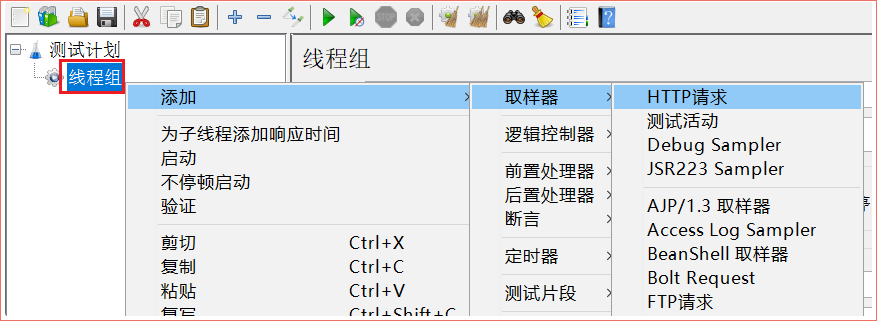 测试计划
线程组
线程组
添加
为子线程添加响应时间
启动
不停顿启动
验证
剪切 Ctrl+X
复制 Ctrl+C
粘贴 Ctrl+V
复写 Ctrl+Shift+C
取样器
逻辑控制器
前置处理器
后置处理器
断言
定时器
测试片段
HTTP请求
测试活动
Debug Sampler
JSR223 Sampler
AJP/1.3 取样器
Access Log Sampler
BeanShell 取样器
Bolt Request
FTP请求
停